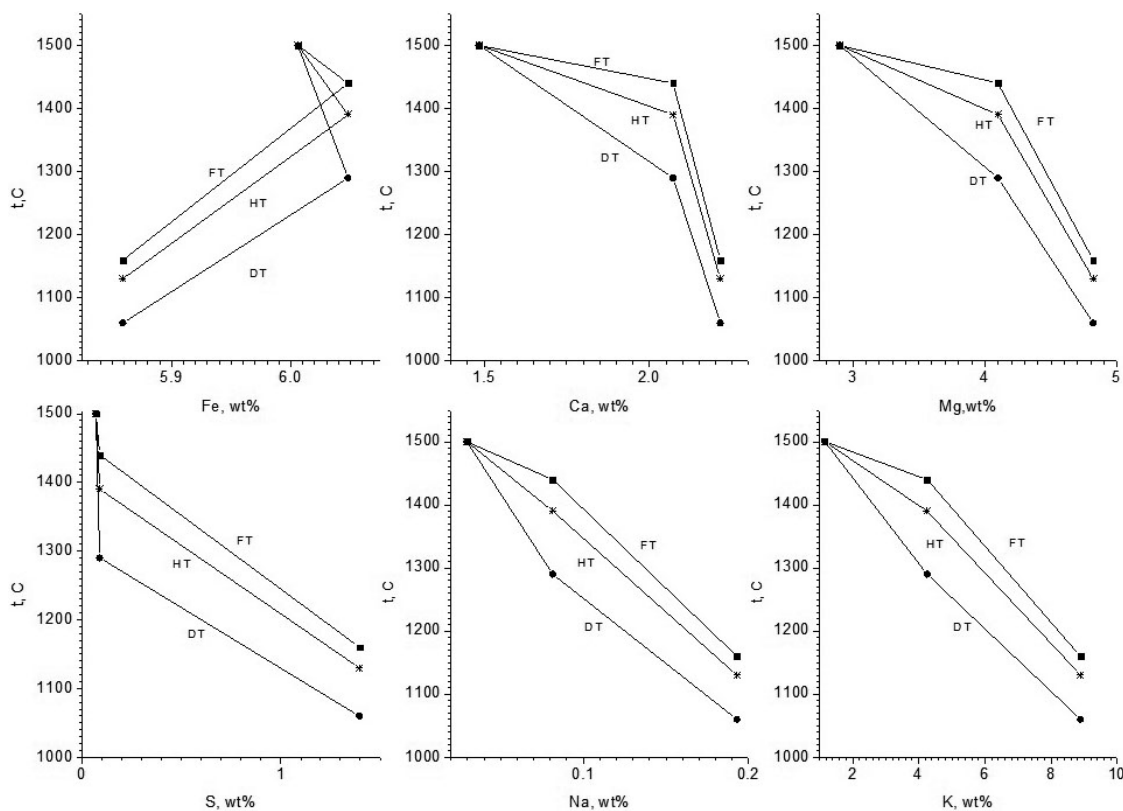 1500
1400
1300
1200
1100
1000
t,C
FT
HT
DT
5.9
6.0
Fe, wt%
1500
1400
1300
1200
1100
1000
t, C
FT
HT
DT
1.5
2.0
Ca, wt%
1500
1400
1300
1200
1100
1000
t, C
FT
HT
DT
3
4
5
Mg,wt%
1500
1400
1300
1200
1100
1000
t, C
FT
HT
DT
0
1
S, wt%
1500
1400
1300
1200
1100
1000
t, C
FT
HT
DT
0.1
0.2
Na, wt%
1500
1400
1300
1200
1100
1000
t, C
FT
HT
DT
2
4
6
8
10
K, wt%